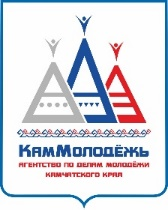 КамМолодёжь
АГЕНТСТВО ПО ДЕЛАМ МОЛОДЁЖИ
КАМЧАТСКОГО КРАЯ